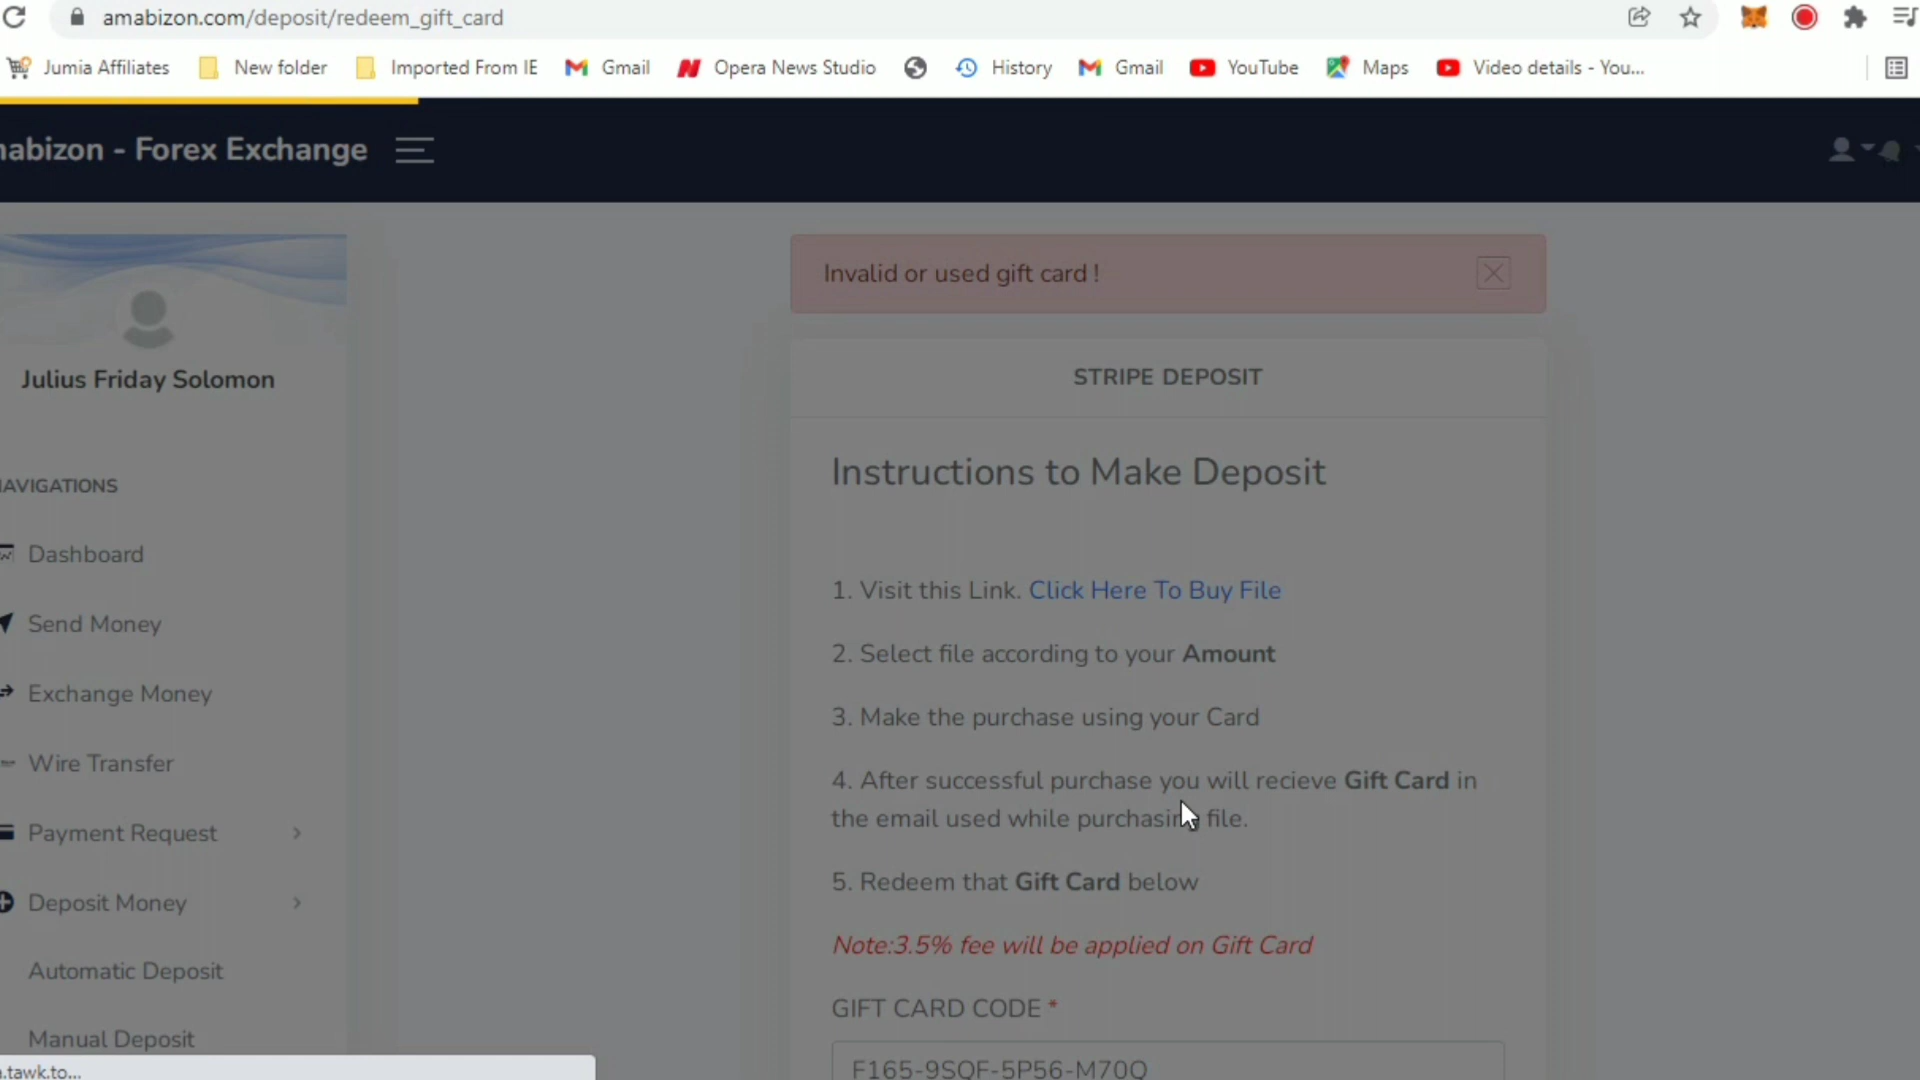 amabizon.com/deposit/redeem_gift_card
Jumia Affiliates New folder Imported From IE Gmail Opera News Studio History Gmail YouTube Maps Video details - You...
nabizon - Forex Exchange
Invalid or used gift card !
STRIPE DEPOSIT
Julius Friday Solomon
Instructions to Make Deposit
NAVIGATIONS
Dashboard
1. Visit this Link. Click Here To Buy File
Send Money
2. Select file according to your Amount
Exchange Money
3. Make the purchase using your Card
Wire Transfer
4. After successful purchase you will recieve Gift Card in
the email used while purchasing file.
Payment Request
5. Redeem that Gift Card below
Deposit Money
Note:3.5% fee will be applied on Gift Card
Automatic Deposit
GIFT CARD CODE *
Manual Deposit
F165-9SQF-5P56-M70Q
.tawk.to...